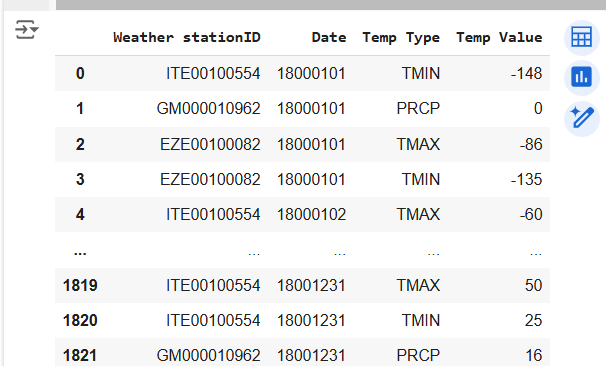 Weather stationID Date Temp Type Temp Value
0 ITE00100554 18000101 TMIN -148
1 GM000010962 18000101 PRCP 0
2 EZE00100082 18000101 TMAX -86
3 EZE00100082 18000101 TMIN -135
4 ITE00100554 18000102 TMAX -60
... ... ... ... ...
1819 ITE00100554 18001231 TMAX 50
1820 ITE00100554 18001231 TMIN 25
1821 GM000010962 18001231 PRCP 16